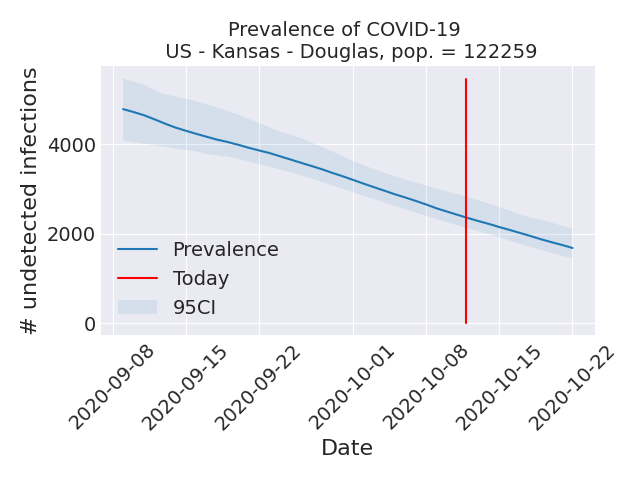 Prevalence of COVID-19
US - Kansas - Douglas, pop. = 122259
# undetected infections
4000
2000
0
Prevalence
Today
95CI
2020-09-08
2020-09-15
2020-09-22
2020-10-01
2020-10-08
2020-10-15
2020-10-22
Date